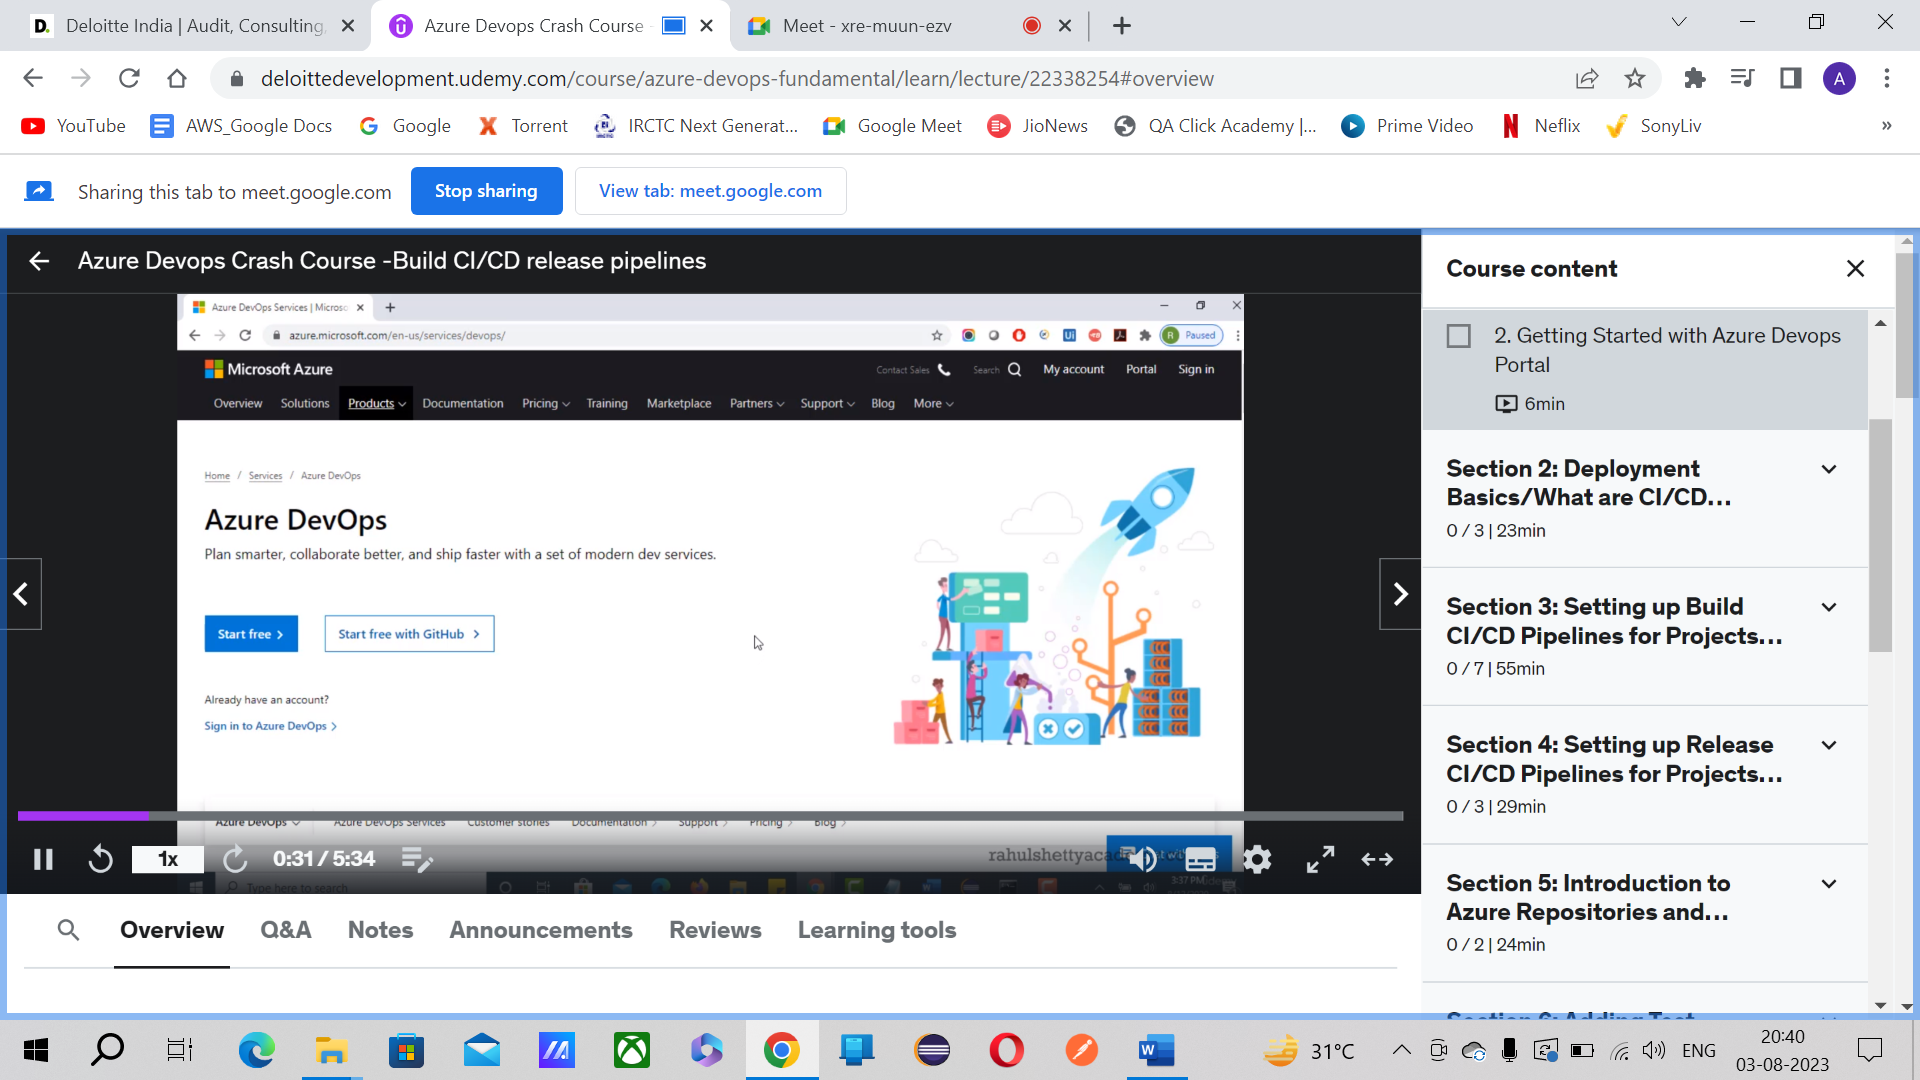 D. Deloitte India | Audit, Consulting,
Azure Devops Crash Course -
Meet - xre-muun-ezv
deloittedevelopment.udemy.com/course/azure-devops-fundamental/learn/lecture/22338254#overview
A
YouTube
AWS_Google Docs
Google
Torrent
IRCTC Next Generat...
Google Meet
JioNews
QA Click Academy |...
Prime Video
Neflix
SonyLiv
»
Sharing this tab to meet.google.com
Stop sharing
View tab: meet.google.com
Azure Devops Crash Course -Build CI/CD release pipelines
Azure DevOps Services | Microso
azure.microsoft.com/en-us/services/devops/
Ui
R Paused
Microsoft Azure
Contact Sales
Search
My account
Portal
Sign in
Overview
Solutions
Products
Documentation
Pricing
Training
Marketplace
Partners
Support
Blog
More
Home / Services / Azure DevOps
Azure DevOps
Plan smarter, collaborate better, and ship faster with a set of modern dev services.
Start free
Start free with GitHub
Already have an account?
Sign in to Azure DevOps
Azure DevOps
Azure DevOps Services
Customer stories
Documentation
Support
Pricing
Blog
1x
0:31 / 5:34
Type here to search
3:37 PM
Overview
Q&A
Notes
Announcements
Reviews
Learning tools
Course content
2. Getting Started with Azure Devops
Portal
6min
Section 2: Deployment
Basics/What are CI/CD...
0 / 3 | 23min
Section 3: Setting up Build
CI/CD Pipelines for Projects...
0 / 7 | 55min
Section 4: Setting up Release
CI/CD Pipelines for Projects...
0 / 3 | 29min
Section 5: Introduction to
Azure Repositories and...
0 / 2 | 24min
31°C
ENG
20:40
03-08-2023